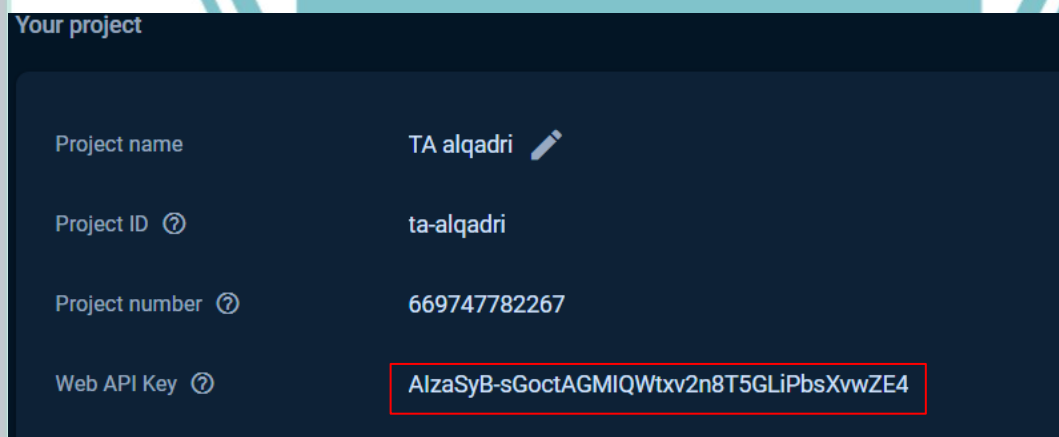 Your project
Project name TA alqadri
Project ID ta-alqadri
Project number 669747782267
Web API Key AIzaSyB-sGoctAGMIQWtxv2n8T5GLiPbsXvwZE4